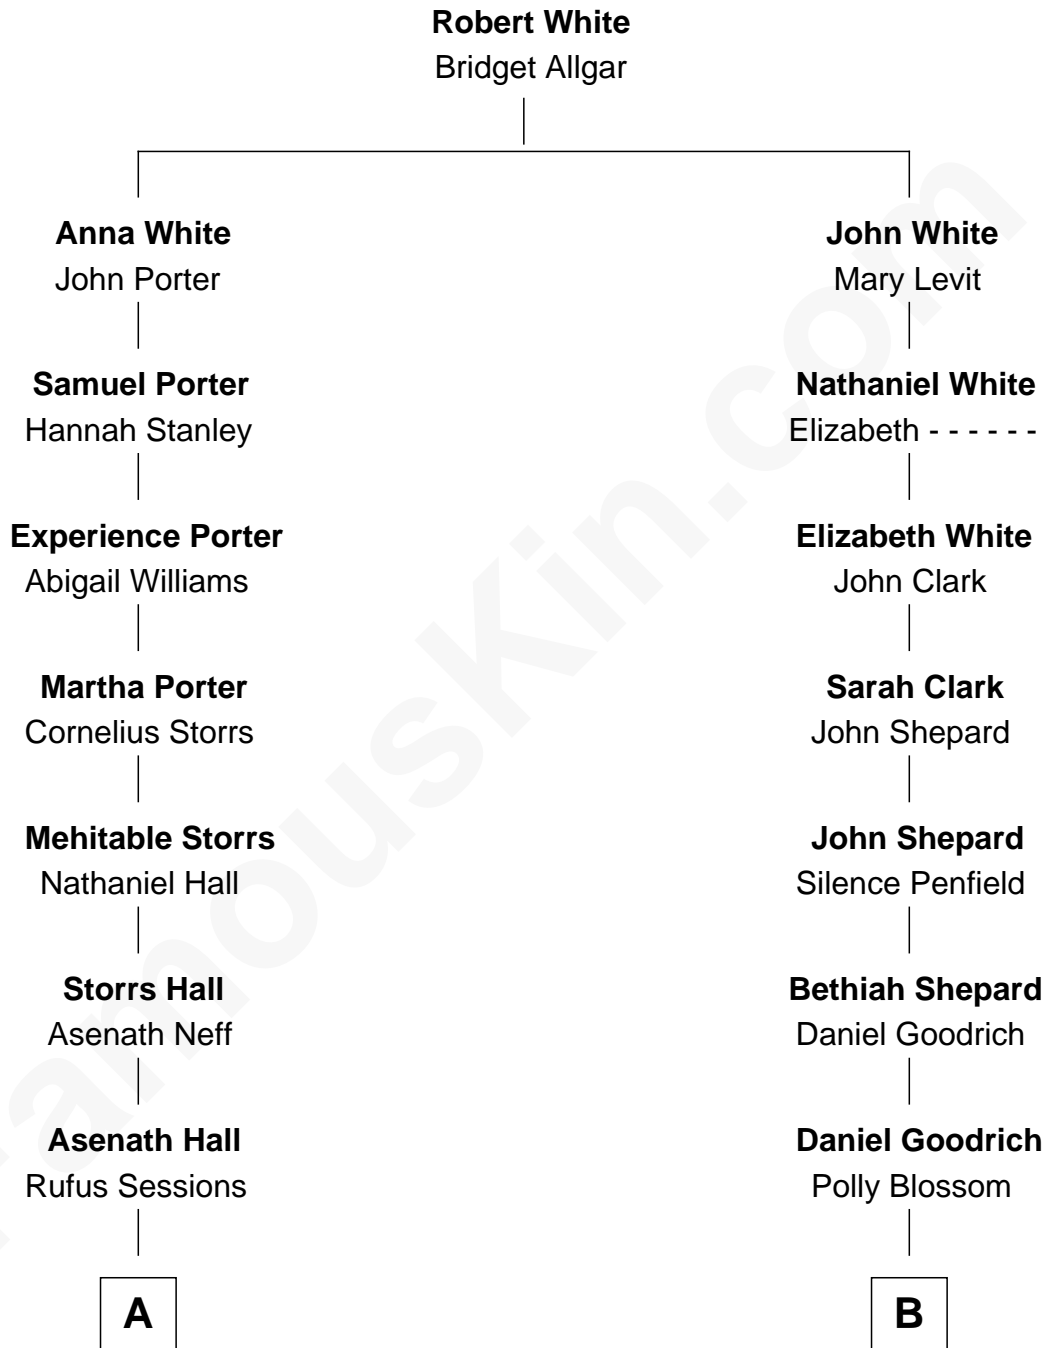 Robert White
Bridget Allgar
Anna White
John Porter
John White
Mary Levit
Samuel Porter
Hannah Stanley
Nathaniel White
Elizabeth - - - - - -
Experience Porter
Abigail Williams
Elizabeth White
John Clark
Martha Porter
Cornelius Storrs
Sarah Clark
John Shepard
Mehitable Storrs
Nathaniel Hall
John Shepard
Silence Penfield
Storrs Hall
Asenath Neff
Bethiah Shepard
Daniel Goodrich
Asenath Hall
Rufus Sessions
Daniel Goodrich
Polly Blossom
A
B
FamousKin.com